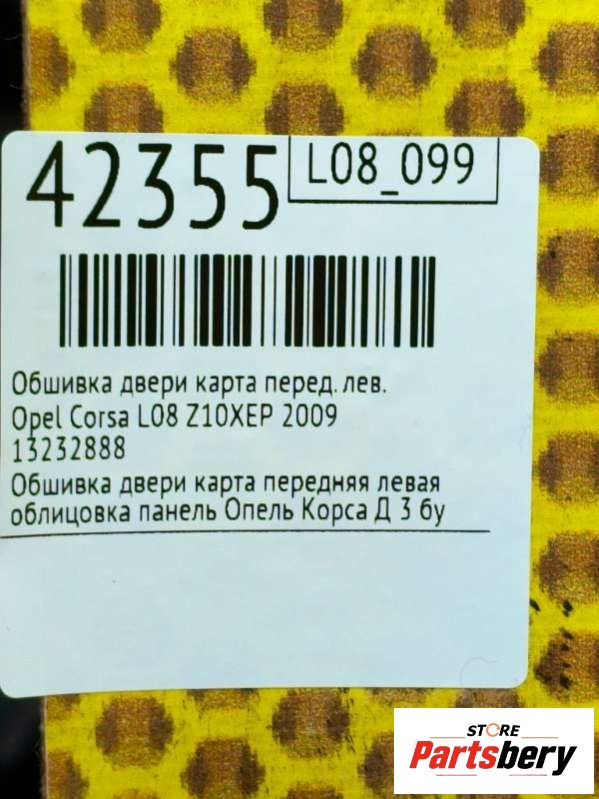 42355
L08_099
Обшивка двери карта перед. лев.
Opel Corsa L08 Z10XEP 2009
13232888
Обшивка двери карта передняя левая
облицовка панель Опель Корса Д 3 бу
STORE
Partsbery